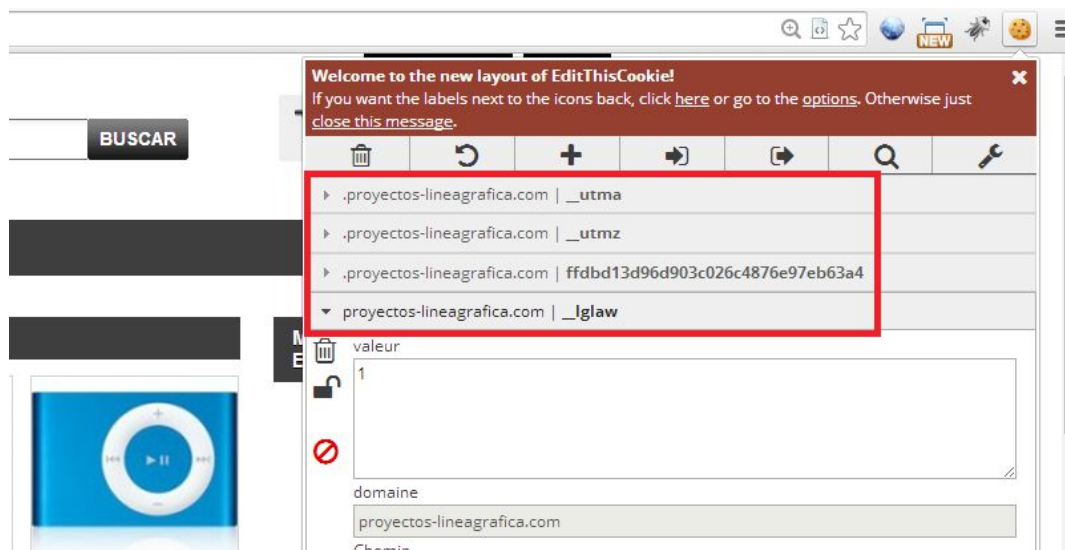 NEW
Welcome to the new layout of EditThisCookie!
If you want the labels next to the icons back, click here or go to the options. Otherwise just
close this message.
BUSCAR
.proyectos-lineagrafica.com | __utma
.proyectos-lineagrafica.com | __utmz
.proyectos-lineagrafica.com | ffdbd13d96d903c026c4876e97eb63a4
proyectos-lineagrafica.com | __lglaw
M
E
valeur
1
domaine
proyectos-lineagrafica.com
Chemin